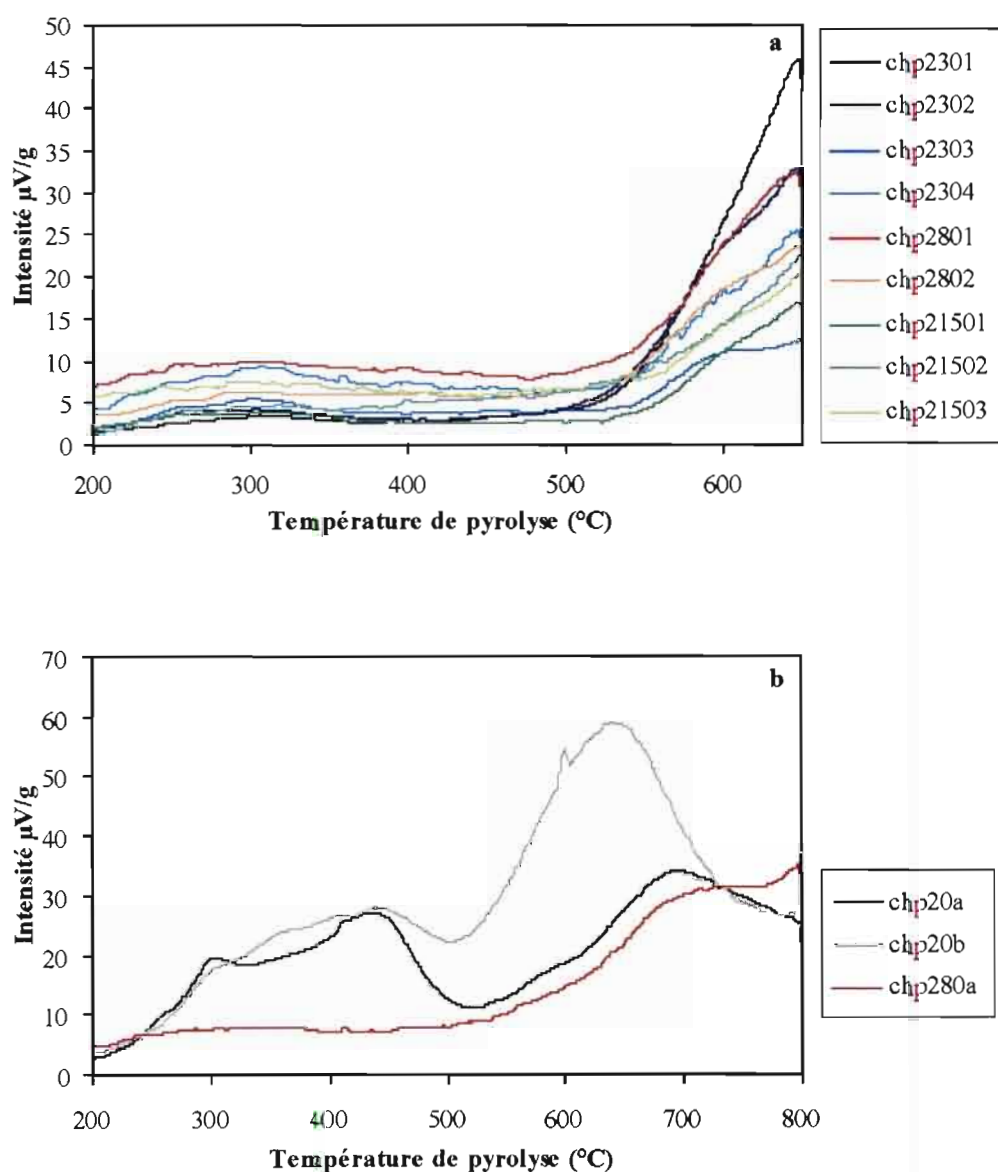 50
45
40
35
30
25
20
15
10
5
0
Intensité µV/g
a
200
300
400
500
600
Température de pyrolyse (°C)
chp2301
chp2302
chp2303
chp2304
chp2801
chp2802
chp21501
chp21502
chp21503
70
60
50
40
30
20
10
0
Intensité µV/g
b
200
300
400
500
600
700
800
Température de pyrolyse (°C)
chp20a
chp20b
chp280a